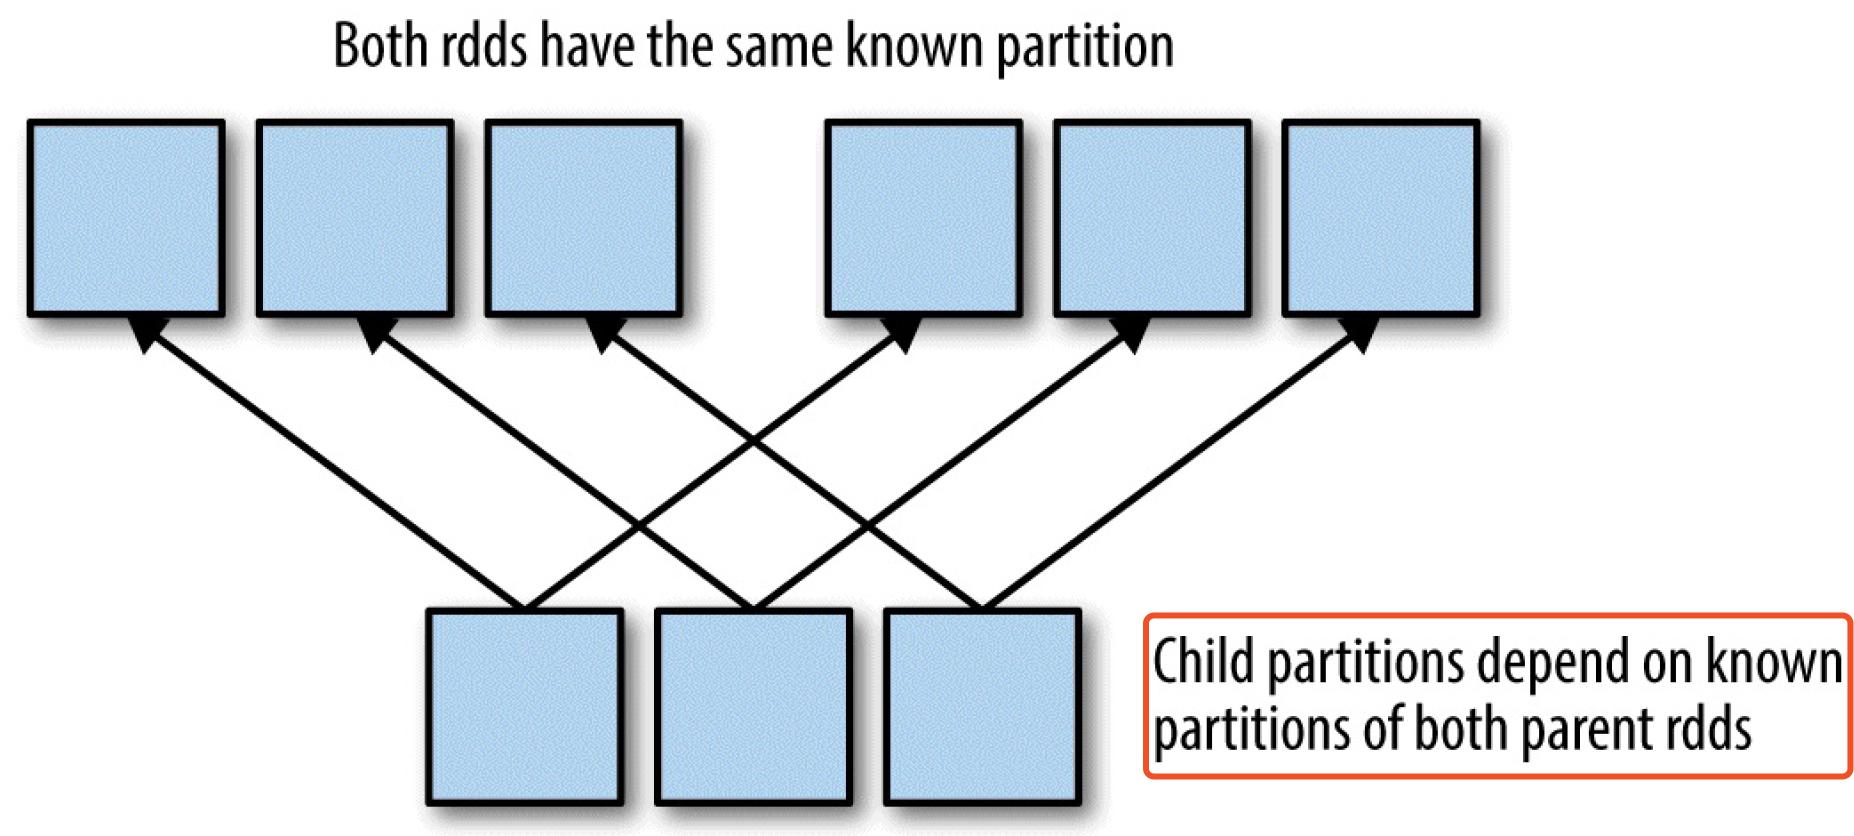 Both rdds have the same known partition
Child partitions depend on known
partitions of both parent rdds